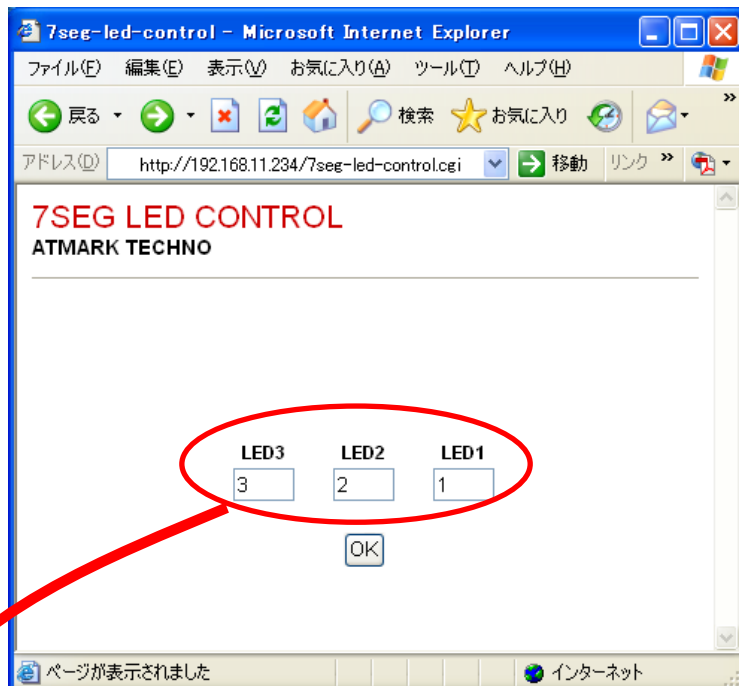 7seg-led-control - Microsoft Internet Explorer
ファイル(F) 編集(E) 表示(V) お気に入り(A) ツール(T) ヘルプ(H)
戻る 検索 お気に入り »
アドレス(D) http://192.168.11.234/7seg-led-control.cgi 移動 リンク »
7SEG LED CONTROL
ATMARK TECHNO
LED3 LED2 LED1
3 2 1
OK
ページが表示されました インターネット